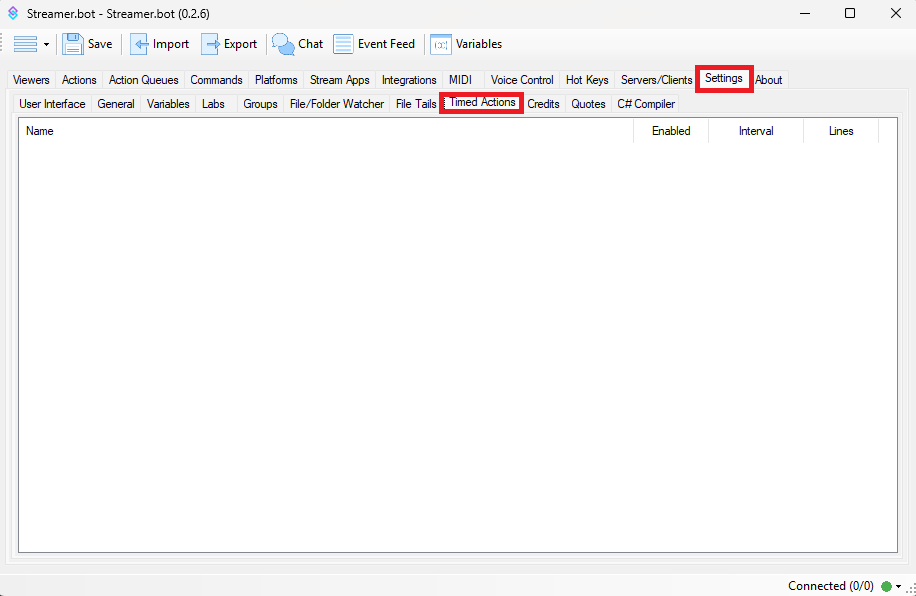 Streamer.bot - Streamer.bot (0.2.6)
Save Import Export Chat Event Feed {x} Variables
Viewers Actions Action Queues Commands Platforms Stream Apps Integrations MIDI Voice Control Hot Keys Servers/Clients Settings About
User Interface General Variables Labs Groups File/Folder Watcher File Tails Timed Actions Credits Quotes C# Compiler
Name Enabled Interval Lines
Connected (0/0)